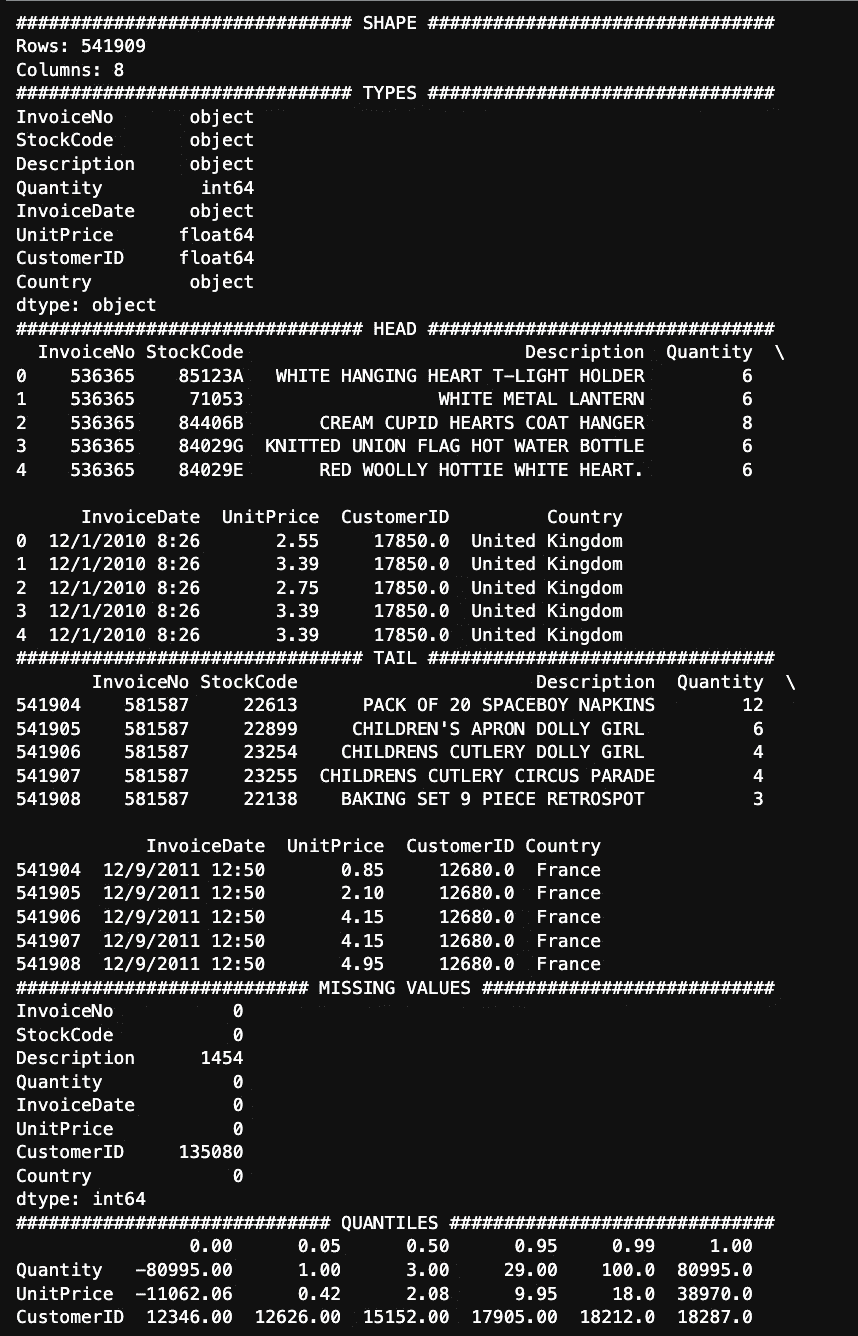 ############################### SHAPE ################################
Rows: 541909
Columns: 8
############################### TYPES ################################
InvoiceNo       object
StockCode       object
Description     object
Quantity         int64
InvoiceDate     object
UnitPrice      float64
CustomerID     float64
Country         object
dtype: object
################################ HEAD ################################
  InvoiceNo StockCode                          Description  Quantity  \
0    536365    85123A   WHITE HANGING HEART T-LIGHT HOLDER         6
1    536365     71053                  WHITE METAL LANTERN         6
2    536365    84406B       CREAM CUPID HEARTS COAT HANGER         8
3    536365    84029G  KNITTED UNION FLAG HOT WATER BOTTLE         6
4    536365    84029E       RED WOOLLY HOTTIE WHITE HEART.         6

      InvoiceDate  UnitPrice  CustomerID         Country
0  12/1/2010 8:26       2.55     17850.0  United Kingdom
1  12/1/2010 8:26       3.39     17850.0  United Kingdom
2  12/1/2010 8:26       2.75     17850.0  United Kingdom
3  12/1/2010 8:26       3.39     17850.0  United Kingdom
4  12/1/2010 8:26       3.39     17850.0  United Kingdom
################################ TAIL ################################
       InvoiceNo StockCode                      Description  Quantity  \
541904    581587     22613      PACK OF 20 SPACEBOY NAPKINS        12
541905    581587     22899     CHILDREN'S APRON DOLLY GIRL          6
541906    581587     23254    CHILDRENS CUTLERY DOLLY GIRL          4
541907    581587     23255  CHILDRENS CUTLERY CIRCUS PARADE         4
541908    581587     22138    BAKING SET 9 PIECE RETROSPOT          3

            InvoiceDate  UnitPrice  CustomerID Country
541904  12/9/2011 12:50       0.85     12680.0  France
541905  12/9/2011 12:50       2.10     12680.0  France
541906  12/9/2011 12:50       4.15     12680.0  France
541907  12/9/2011 12:50       4.15     12680.0  France
541908  12/9/2011 12:50       4.95     12680.0  France
########################### MISSING VALUES ###########################
InvoiceNo           0
StockCode           0
Description      1454
Quantity            0
InvoiceDate         0
UnitPrice           0
CustomerID     135080
Country             0
dtype: int64
############################# QUANTILES ##############################
                0.00      0.05      0.50      0.95     0.99     1.00
Quantity   -80995.00      1.00      3.00     29.00    100.0  80995.0
UnitPrice  -11062.06      0.42      2.08      9.95     18.0  38970.0
CustomerID  12346.00  12626.00  15152.00  17905.00  18212.0  18287.0